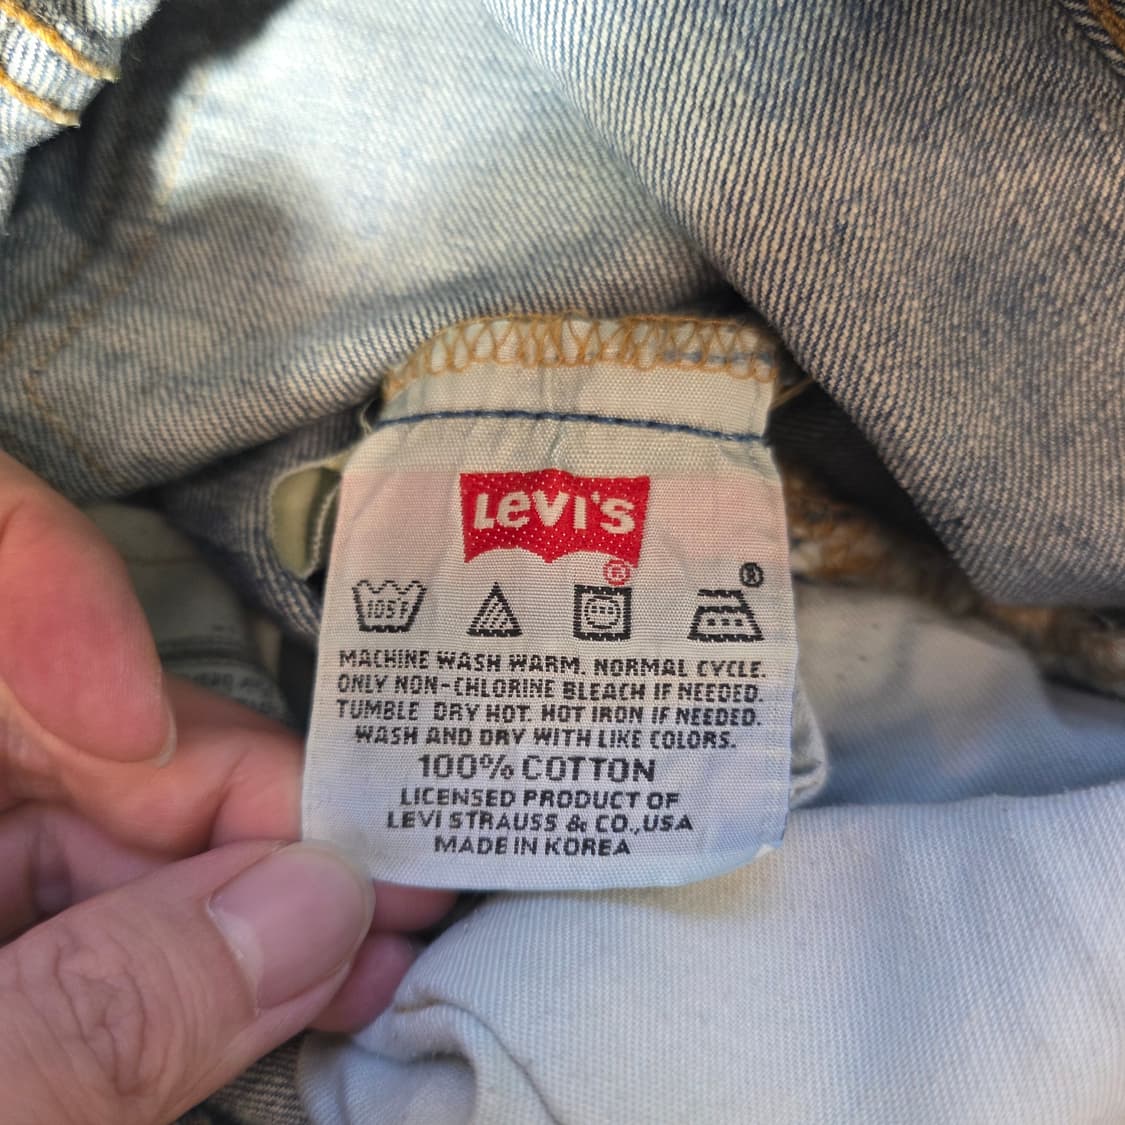 LEVI'S
®
®
105F
MACHINE WASH WARM. NORMAL CYCLE.
ONLY NON-CHLORINE BLEACH IF NEEDED.
TUMBLE DRY HOT. HOT IRON IF NEEDED.
WASH AND DRY WITH LIKE COLORS.
100% COTTON
LICENSED PRODUCT OF
LEVI STRAUSS & CO.,USA
MADE IN KOREA